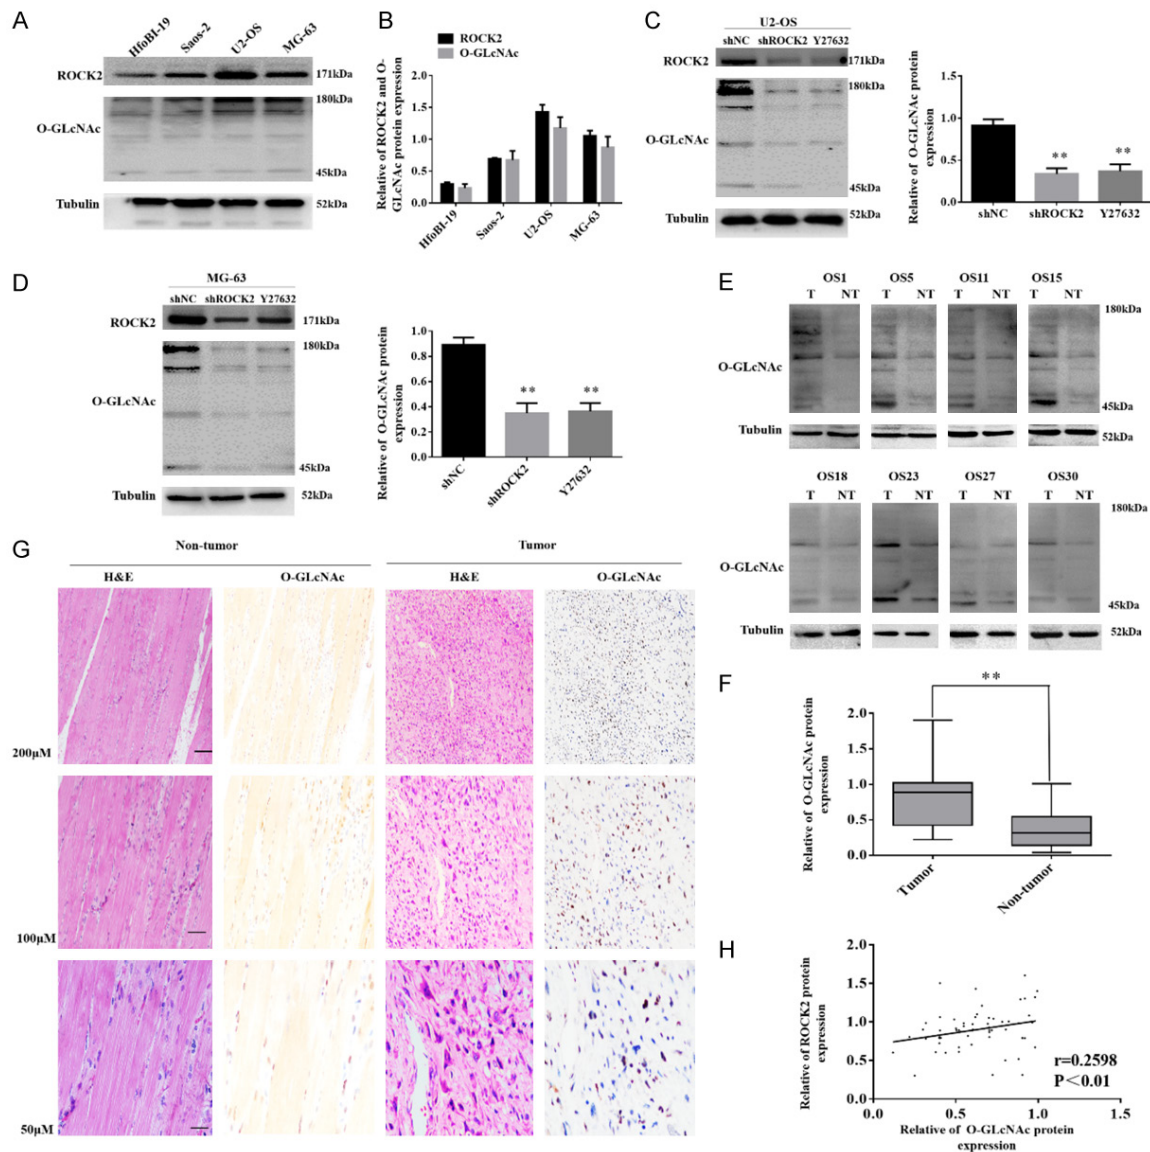 A
HfoBI-19
Saos-2
U2-OS
MG-63
ROCK2
171kDa
180kDa
O-GLcNAc
45kDa
Tubulin
52kDa
B
ROCK2
O-GLcNAc
Relative of ROCK2 and O-
GLcNAc protein expression
2.0
1.5
1.0
0.5
0.0
HfoBI-19
Saos-2
U2-OS
MG-63
C
U2-OS
shNC shROCK2 Y27632
ROCK2
171kDa
180kDa
O-GLcNAc
45kDa
Tubulin
52kDa
Relative of O-GLcNAc protein
expression
1.5
1.0
0.5
0.0
** **
shNC shROCK2 Y27632
D
MG-63
shNC shROCK2 Y27632
ROCK2
171kDa
180kDa
O-GLcNAc
45kDa
Tubulin
52kDa
Relative of O-GLcNAc protein
expression
1.0
0.8
0.6
0.4
0.2
0.0
** **
shNC
shROCK2
Y27632
E
OS1 OS5 OS11 OS15
T NT T NT T NT T NT
180kDa
O-GLcNAc
45kDa
Tubulin
52kDa
OS18 OS23 OS27 OS30
T NT T NT T NT T NT
180kDa
O-GLcNAc
45kDa
Tubulin
52kDa
F
**
Relative of O-GLcNAc protein
expression
2.0
1.5
1.0
0.5
0.0
Tumor
Non-tumor
G
Non-tumor Tumor
H&E O-GLcNAc H&E O-GLcNAc
200μM
100μM
50μM
H
Relative of ROCK2 protein
expression
2.0
1.5
1.0
0.5
0.0
r=0.2598
P<0.01
0.0 0.5 1.0 1.5
Relative of O-GLcNAc protein
expression